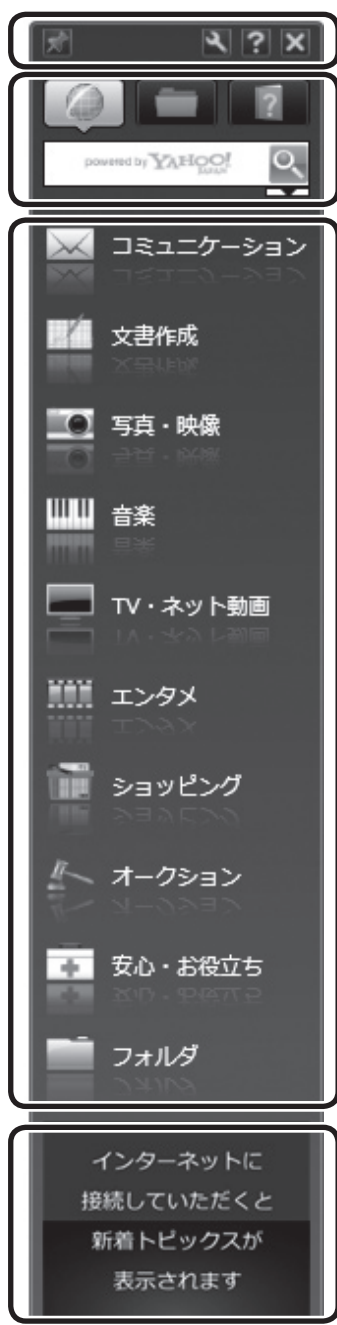 powered by YAHOO!
JAPAN
コミュニケーション
文書作成
写真・映像
音楽
TV・ネット動画
エンタメ
ショッピング
オークション
安心・お役立ち
フォルダ
インターネットに
接続していただくと
新着トピックスが
表示されます